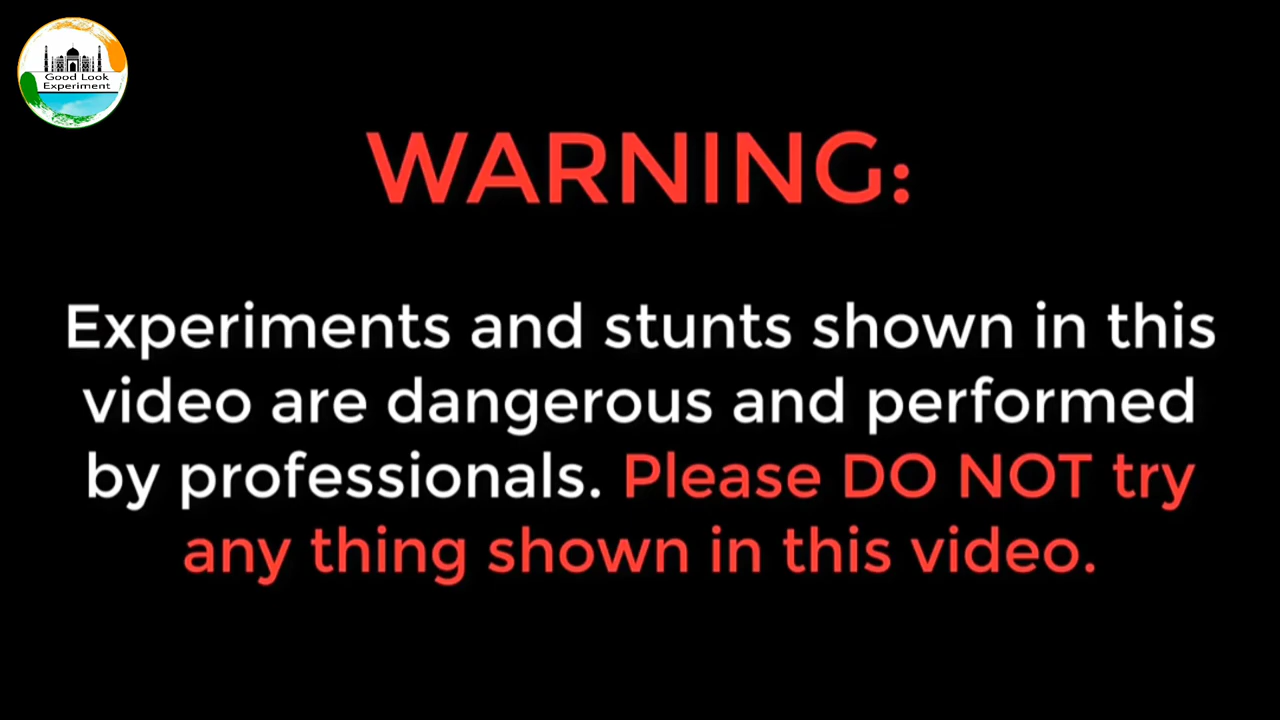 Good Look
Experiment
WARNING:
Experiments and stunts shown in this
video are dangerous and performed
by professionals. Please DO NOT try
any thing shown in this video.